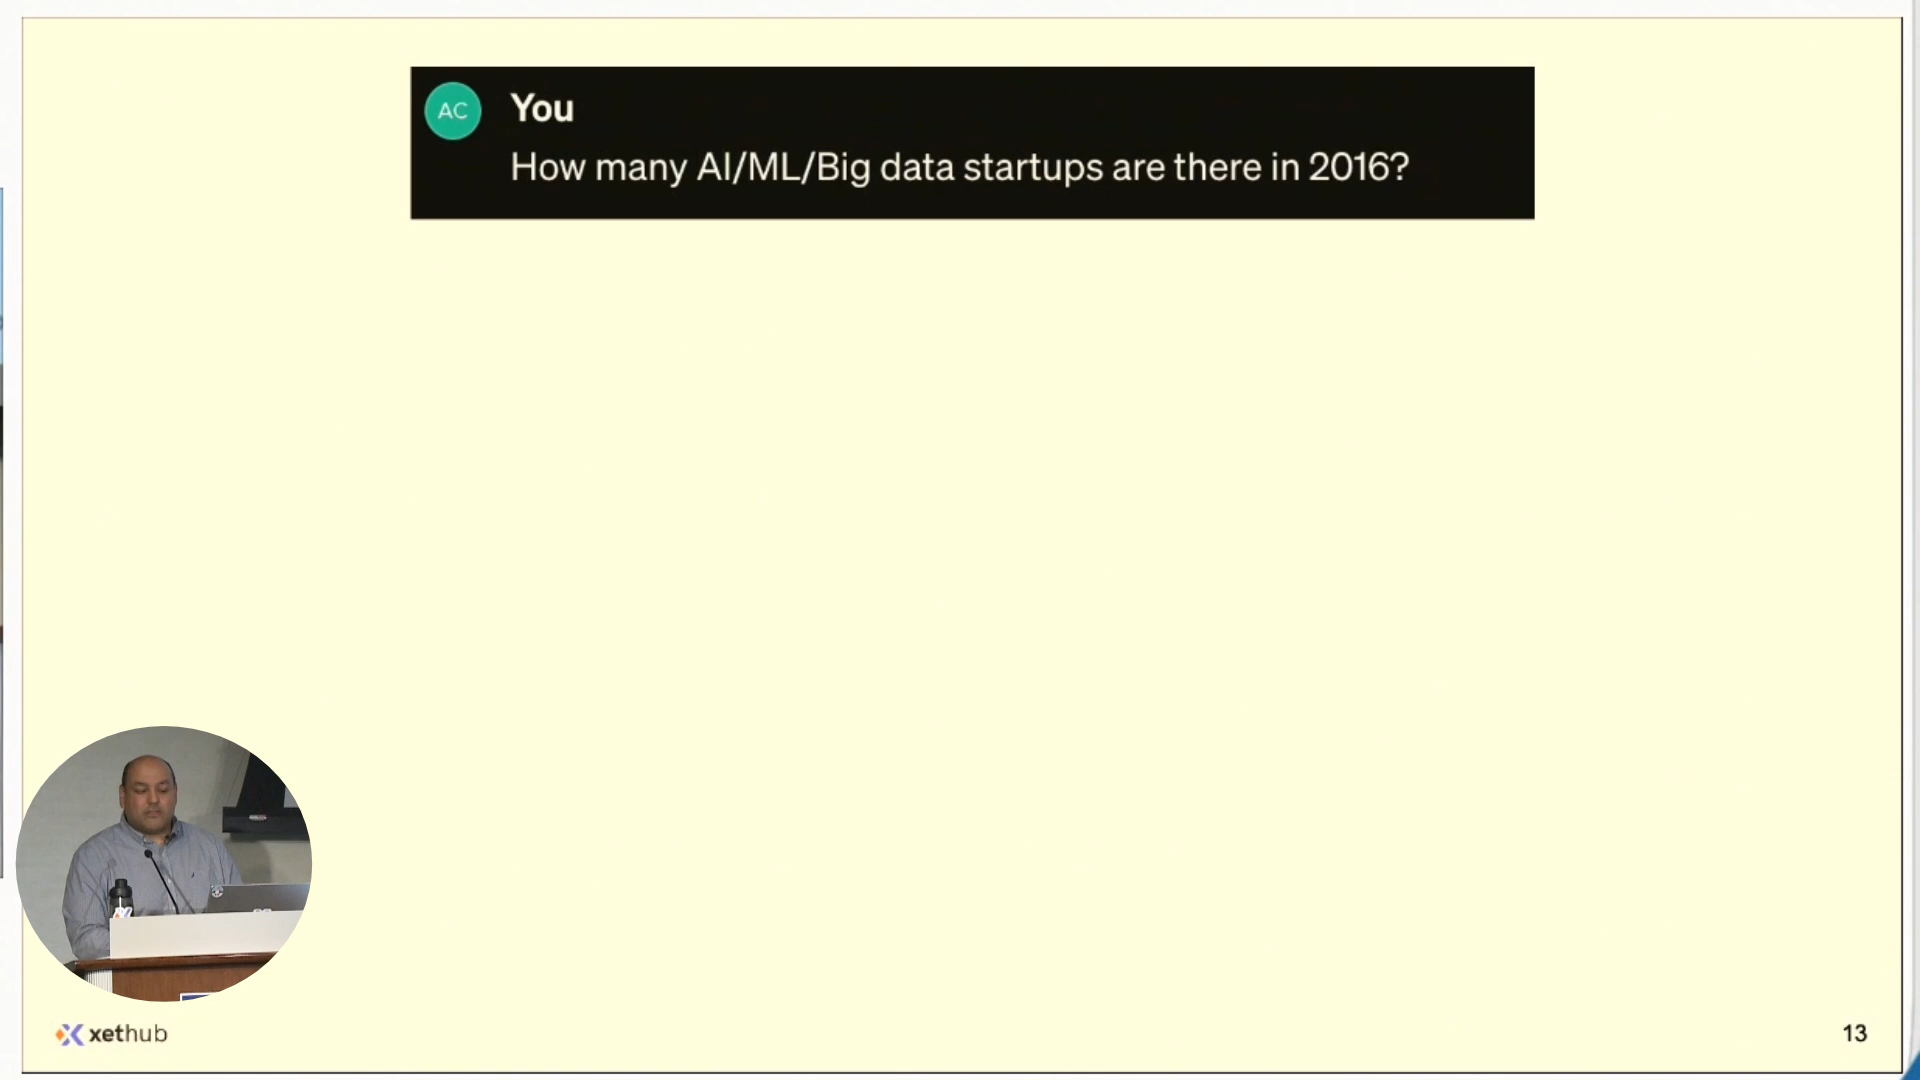 AC
You
How many AI/ML/Big data startups are there in 2016?
xethub
13